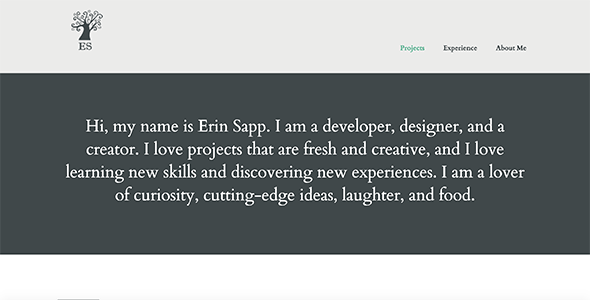 ES
Projects Experience About Me
Hi, my name is Erin Sapp. I am a developer, designer, and a
creator. I love projects that are fresh and creative, and I love
learning new skills and discovering new experiences. I am a lover
of curiosity, cutting-edge ideas, laughter, and food.